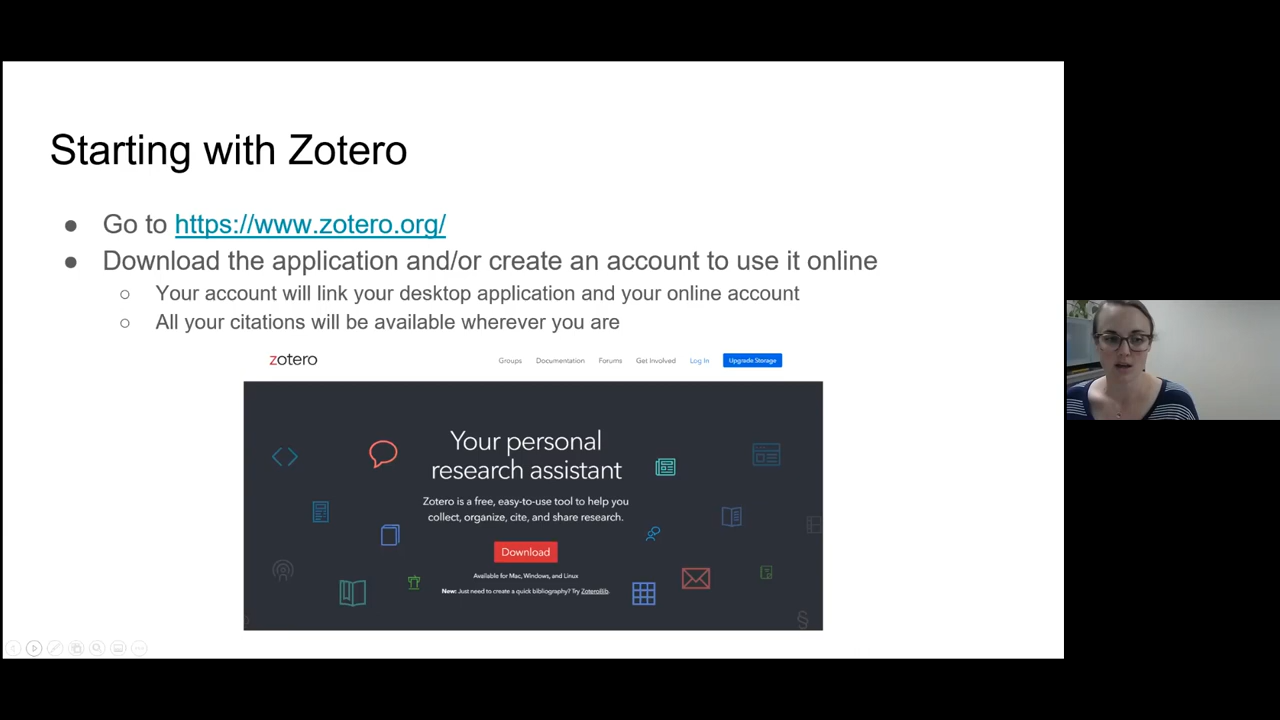 Starting with Zotero
● Go to https://www.zotero.org/
● Download the application and/or create an account to use it online
○ Your account will link your desktop application and your online account
○ All your citations will be available wherever you are
zotero Groups Documentation Forums Get Involved Log In Upgrade Storage
Your personal
research assistant
Zotero is a free, easy-to-use tool to help you
collect, organize, cite, and share research.
Download
Available for Mac, Windows, and Linux
New: Just need to create a quick bibliography? Try ZoteroBib.